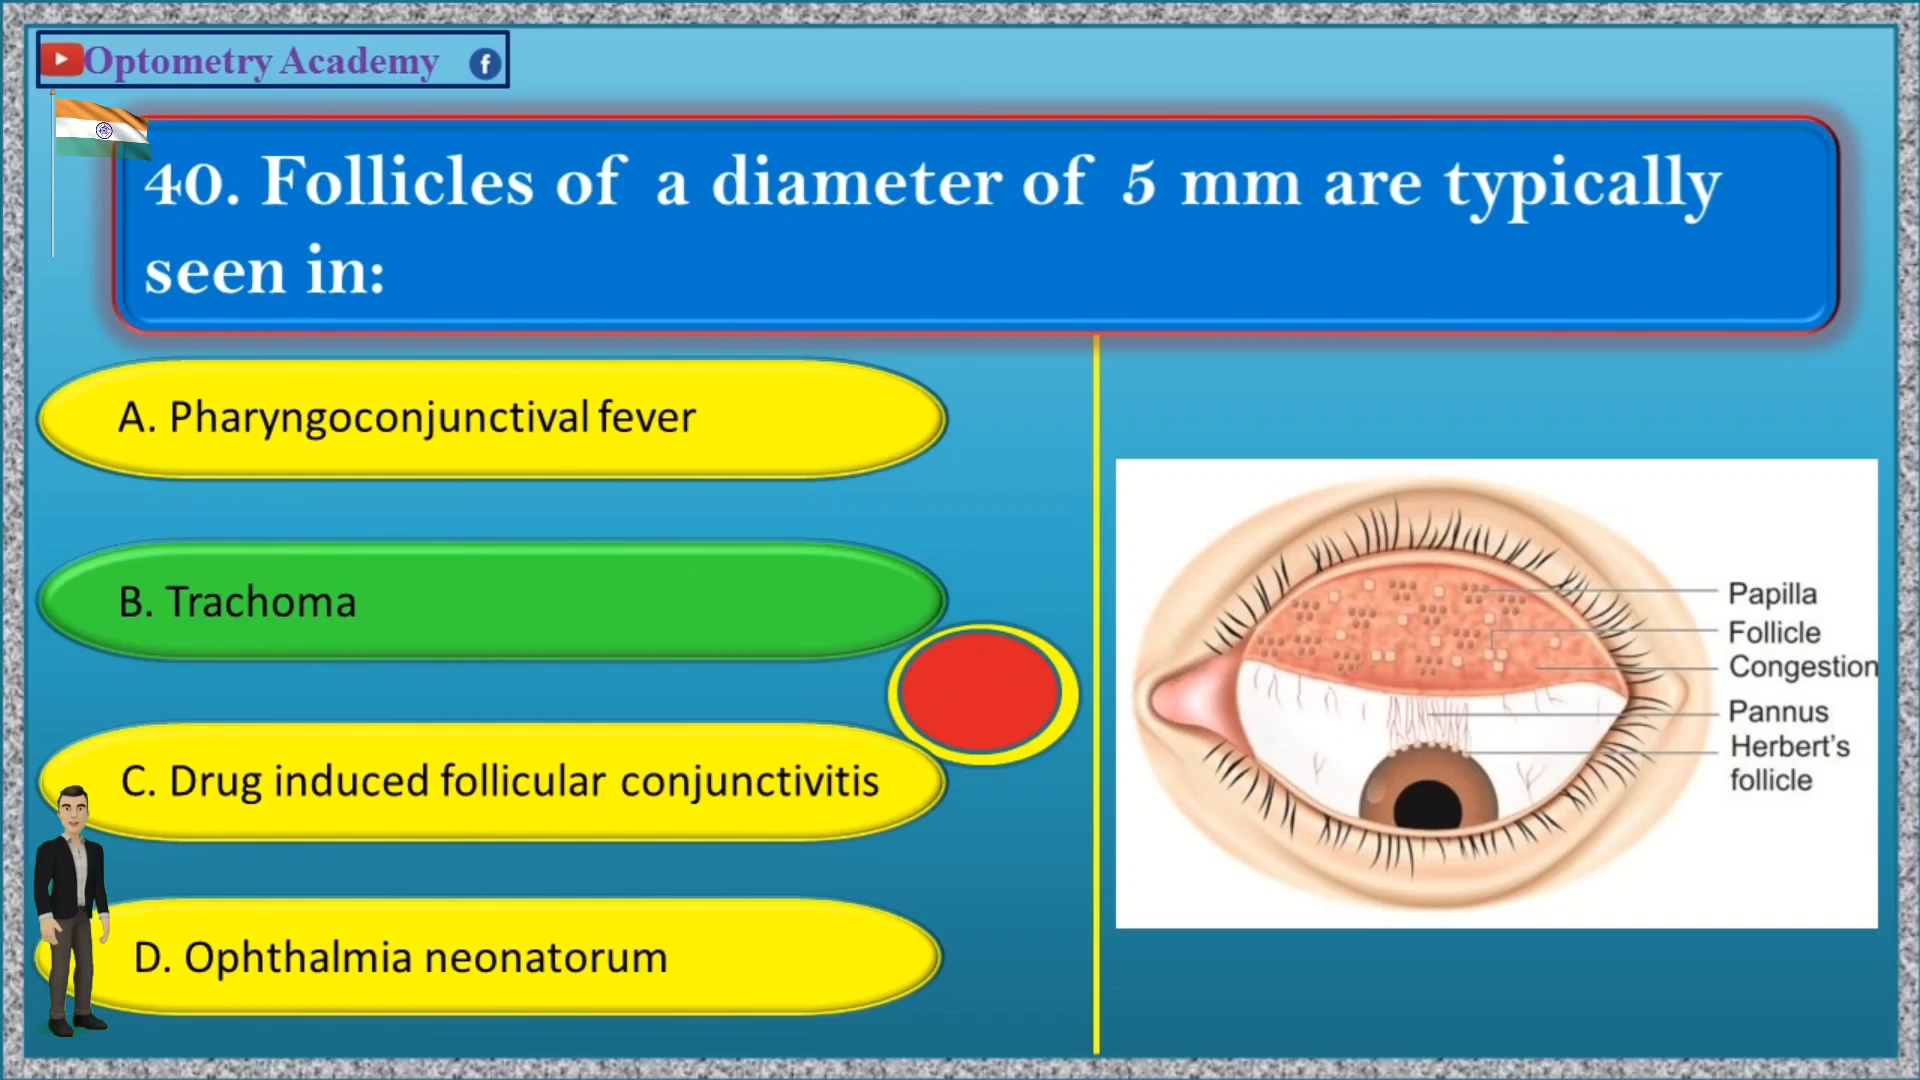 Optometry Academy
40. Follicles of a diameter of 5 mm are typically
seen in:
A. Pharyngoconjunctival fever
B. Trachoma
C. Drug induced follicular conjunctivitis
D. Ophthalmia neonatorum
Papilla
Follicle
Congestion
Pannus
Herbert's
follicle